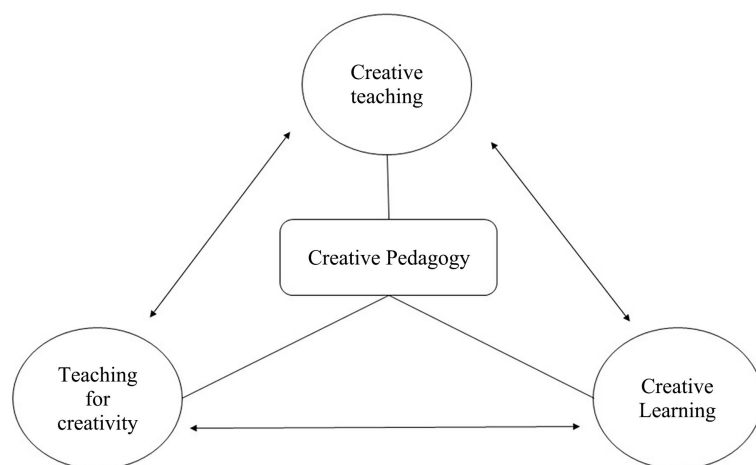 Creative
teaching
Creative Pedagogy
Teaching
for
creativity
Creative
Learning